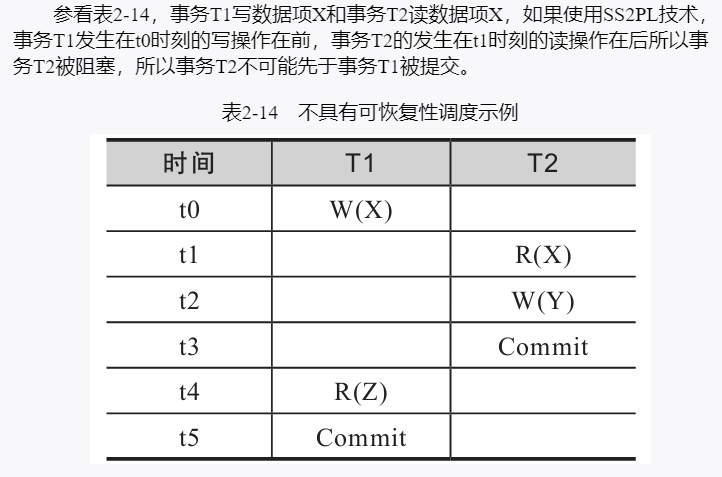 参看表2-14，事务T1写数据项X和事务T2读数据项X，如果使用SS2PL技术，
事务T1发生在t0时刻的写操作在前，事务T2的发生在t1时刻的读操作在后所以事
务T2被阻塞，所以事务T2不可能先于事务T1被提交。
表2-14 不具有可恢复性调度示例
时间 T1 T2
t0 W(X)
t1 R(X)
t2 W(Y)
t3 Commit
t4 R(Z)
t5 Commit